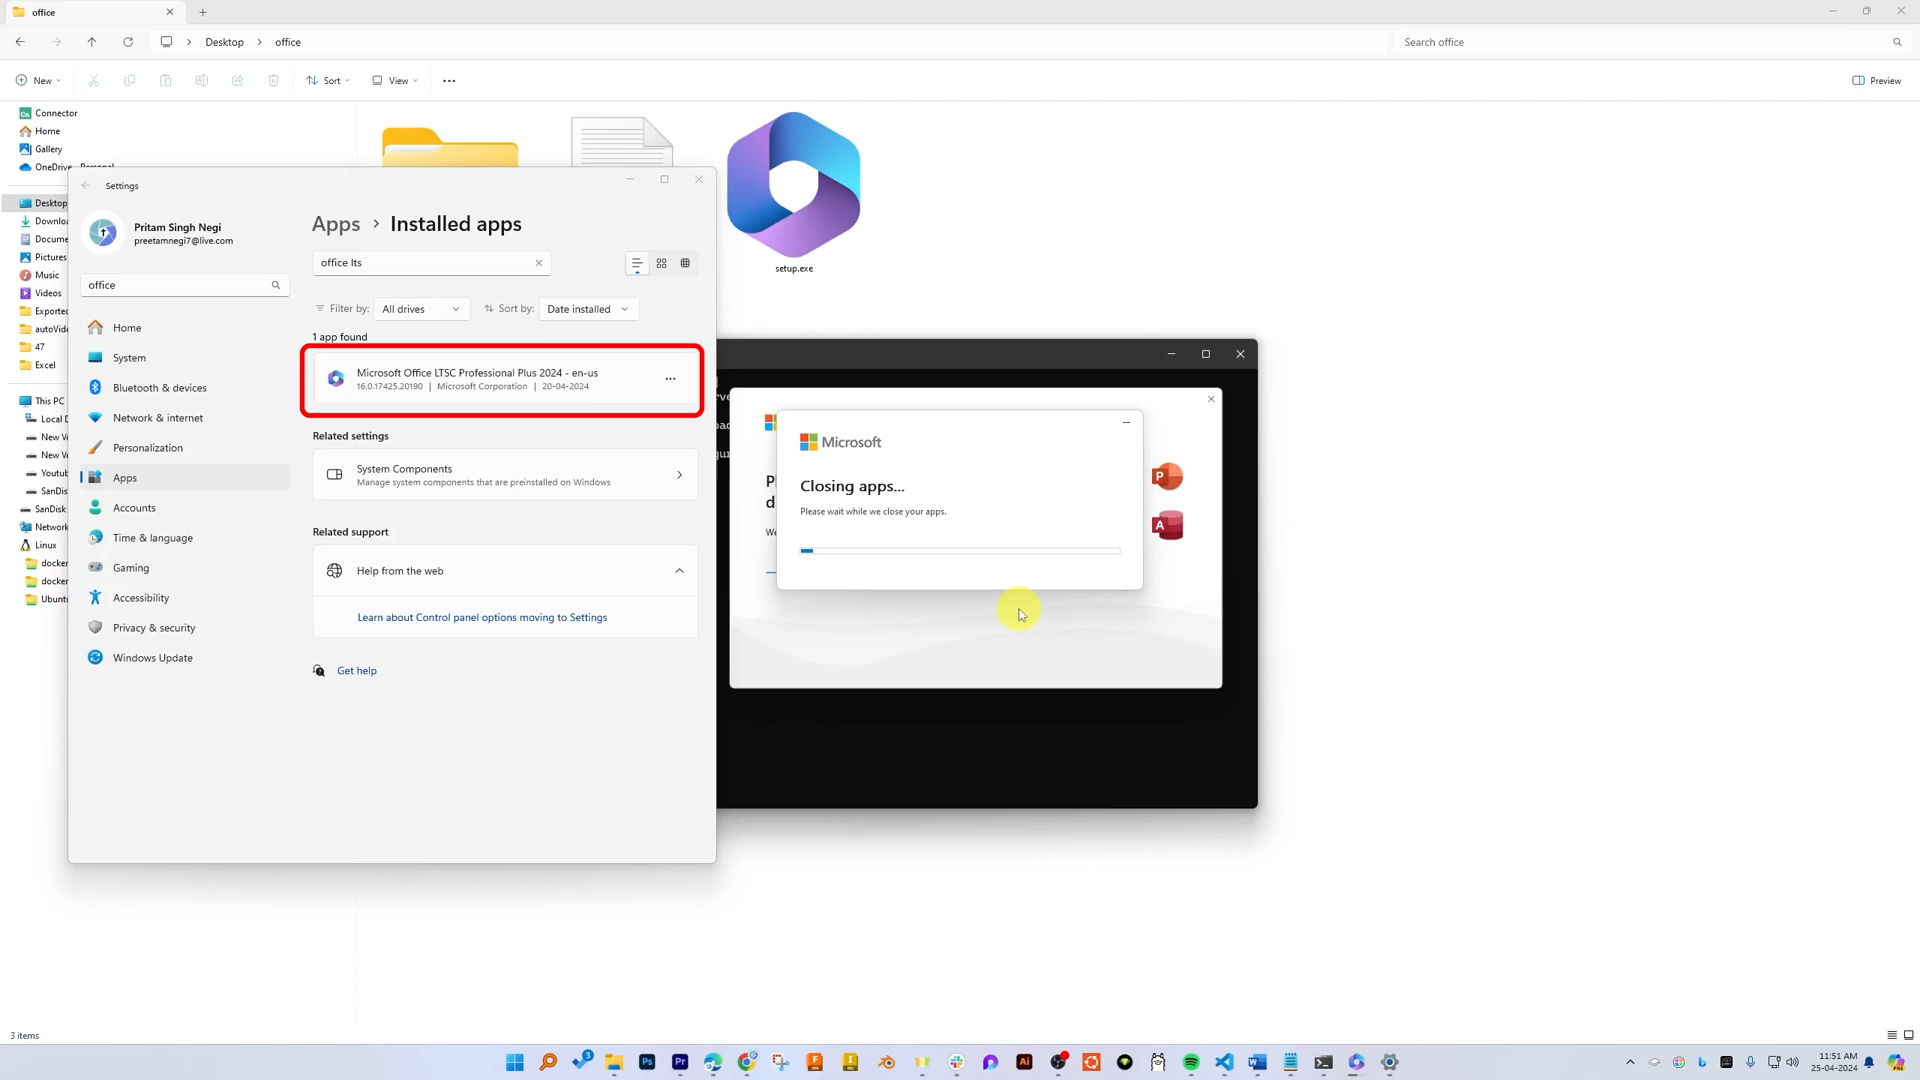 office
Desktop
office
Search office
New
Sort
View
Preview
Connector
Home
Gallery
Desktop
Music
Videos
47
Excel
This PC
Network
Linux
setup.exe
Settings
Pritam Singh Negi
preetamnegi7@live.com
office
Home
System
Bluetooth & devices
Network & internet
Personalization
Apps
Accounts
Time & language
Gaming
Accessibility
Privacy & security
Windows Update
Apps > Installed apps
office lts
Filter by: All drives
Sort by: Date installed
1 app found
Microsoft Office LTSC Professional Plus 2024 - en-us
16.0.17425.20190 | Microsoft Corporation | 20-04-2024
Related settings
System Components
Manage system components that are preinstalled on Windows
Related support
Help from the web
Learn about Control panel options moving to Settings
Get help
Microsoft
Closing apps...
Please wait while we close your apps.
3 items
11:51 AM
25-04-2024